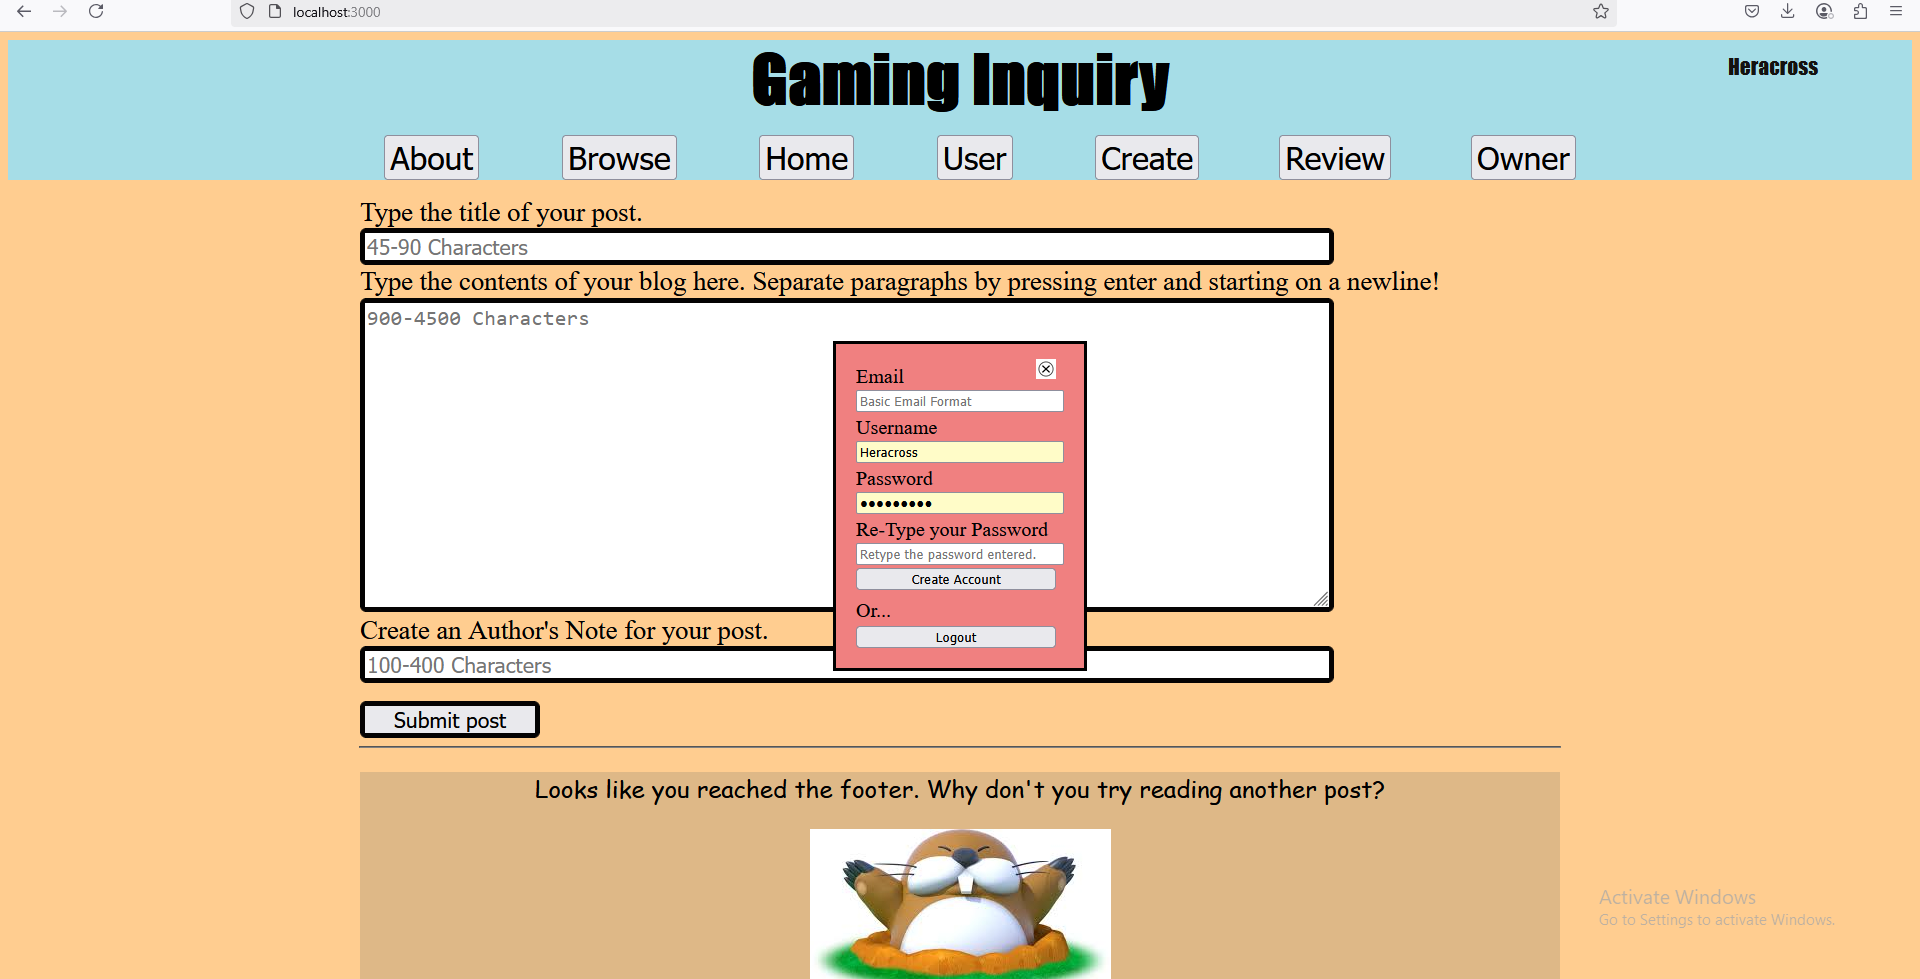 localhost:3000
Gaming Inquiry
Heracross
About Browse Home User Create Review Owner
Type the title of your post.
45-90 Characters
Type the contents of your blog here. Separate paragraphs by pressing enter and starting on a newline!
900-4500 Characters
Email
Basic Email Format
Username
Heracross
Password
•••••••••
Re-Type your Password
Retype the password entered.
Create Account
Or...
Logout
Create an Author's Note for your post.
100-400 Characters
Submit post
Looks like you reached the footer. Why don't you try reading another post?
Activate Windows
Go to Settings to activate Windows.